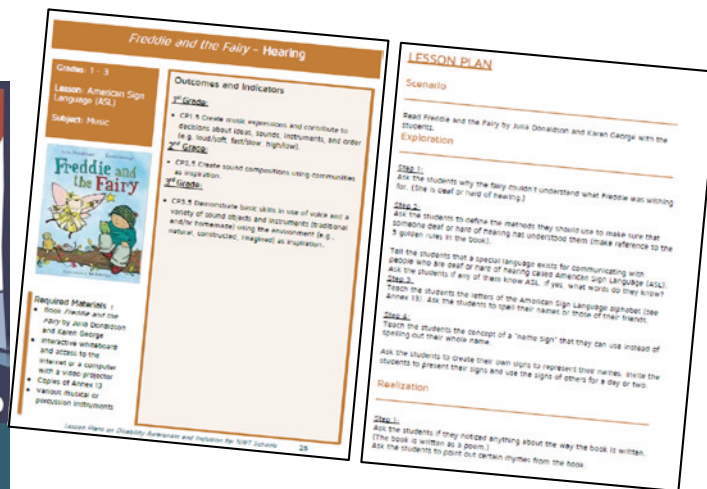 Freddie and the Fairy - Hearing
Grades: 1 - 3
Lesson: American Sign
Language (ASL)
Subject: Music
Freddie and
the Fairy
Required Materials :
• Book Freddie and the
Fairy by Julia Donaldson
and Karen George
• Interactive whiteboard
and access to the
internet or a computer
with a video projector
• Copies of Annex 13
• Various musical or
percussion instruments
Outcomes and Indicators
1st Grade:
• CP1.5 Create music expressions and contribute to
decisions about ideas, sounds, instruments, and order
(e.g. loud/soft, fast/slow, high/low).
2nd Grade:
• CP2.5 Create sound compositions using communities
as inspiration.
3rd Grade:
• CP3.5 Demonstrate basic skills in use of voice and a
variety of sound objects and instruments (traditional
and/or homemade) using the environment (e.g.,
natural, constructed, imagined) as inspiration.
Lesson Plans on Disability Awareness and Inclusion for NWT Schools
25
LESSON PLAN
Scenario
Read Freddie and the Fairy by Julia Donaldson and Karen George with the
students.
Exploration
Step 1:
Ask the students why the fairy couldn't understand what Freddie was wishing
for. (She is deaf or hard of hearing.)
Step 2:
Ask the students to define the methods they should use to make sure that
someone deaf or hard of hearing has understood them (make reference to the
5 golden rules in the book).
Tell the students that a special language exists for communicating with
people who are deaf or hard of hearing called American Sign Language (ASL).
Ask the students if any of them know ASL, if yes, what words do they know?
Step 3:
Teach the students the letters of the American Sign Language alphabet (see
Annex 13). Ask the students to spell their names or those of their friends.
Step 4:
Teach the students the concept of a "name sign" that they can use instead of
spelling out their whole name.
Ask the students to create their own signs to represent their names. Invite the
students to present their signs and use the signs of others for a day or two.
Realization
Step 1:
Ask the students if they noticed anything about the way the book is written.
(The book is written as a poem.)
Ask the students to point out certain rhymes from the book.